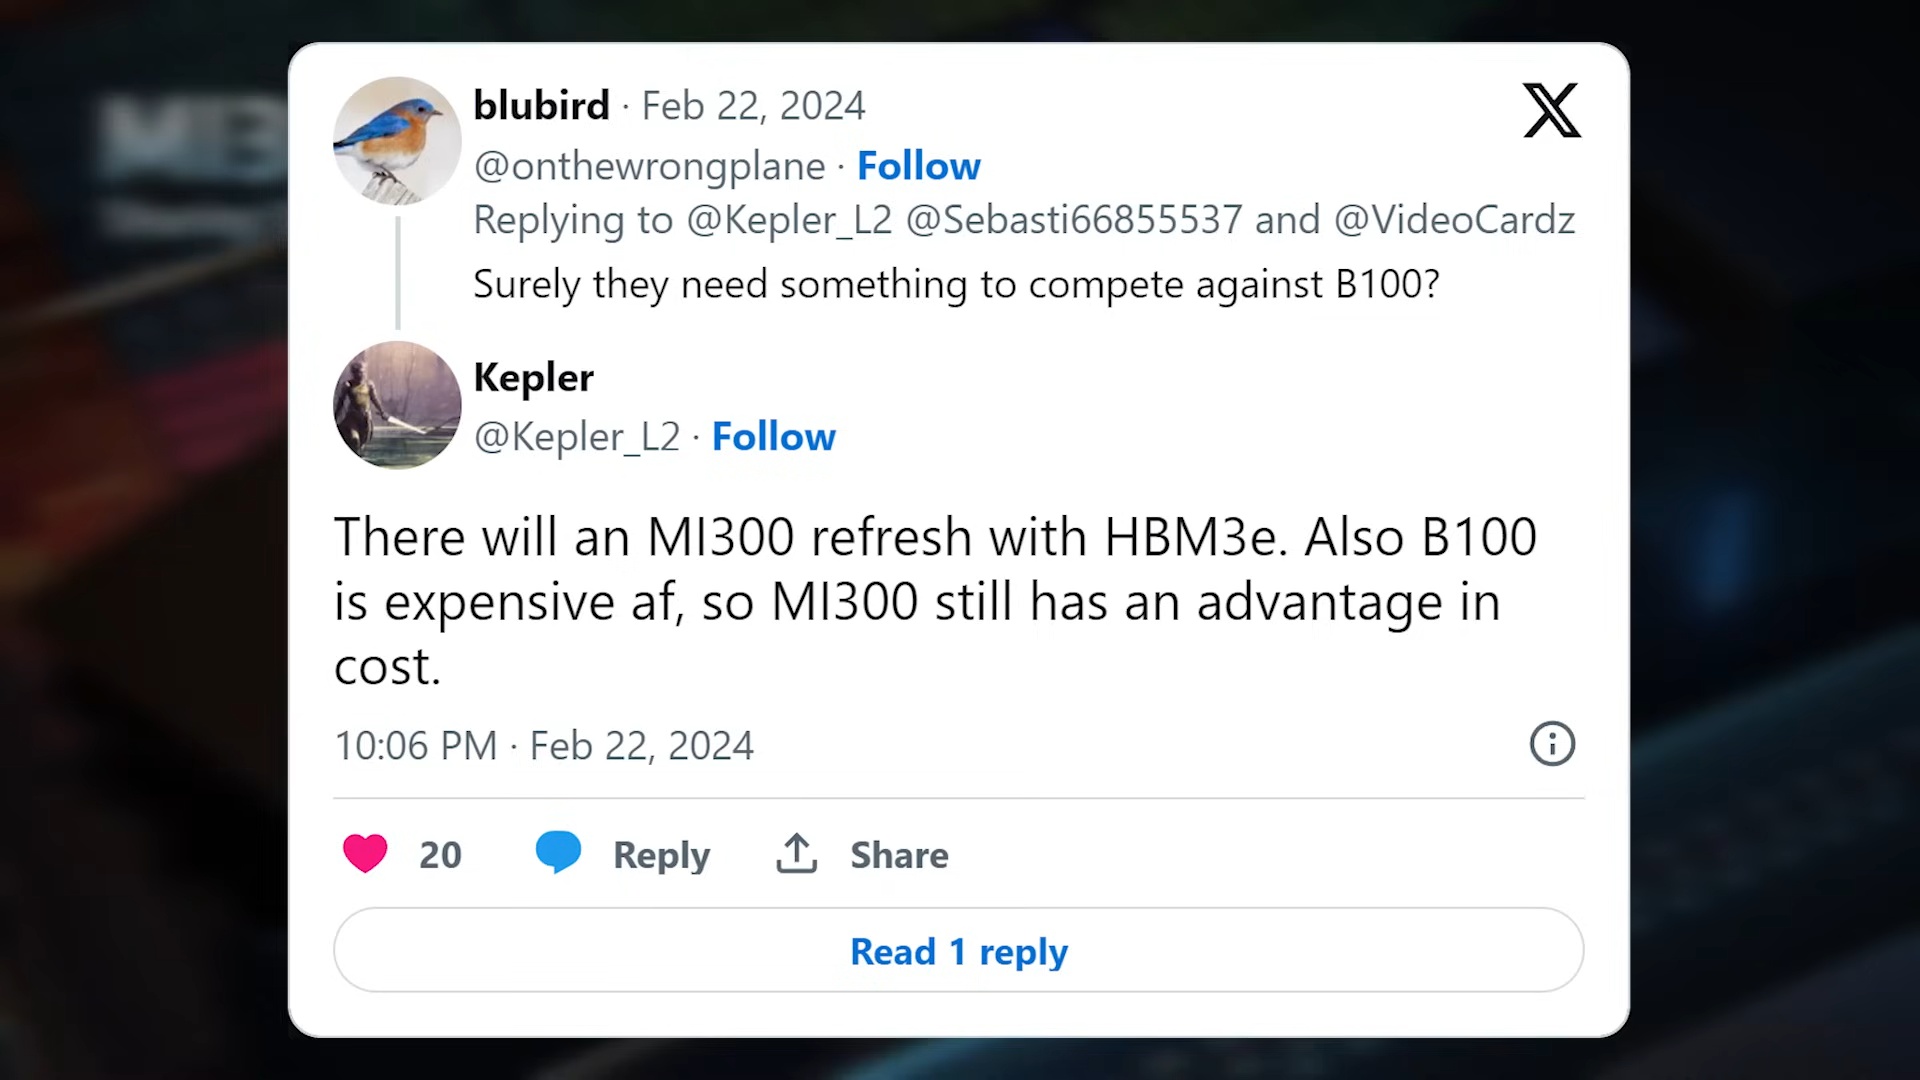 blubird · Feb 22, 2024
@onthewrongplane · Follow
Replying to @Kepler_L2 @Sebasti66855537 and @VideoCardz
Surely they need something to compete against B100?
Kepler
@Kepler_L2 · Follow
There will an MI300 refresh with HBM3e. Also B100
is expensive af, so MI300 still has an advantage in
cost.
10:06 PM · Feb 22, 2024
20 Reply Share
Read 1 reply